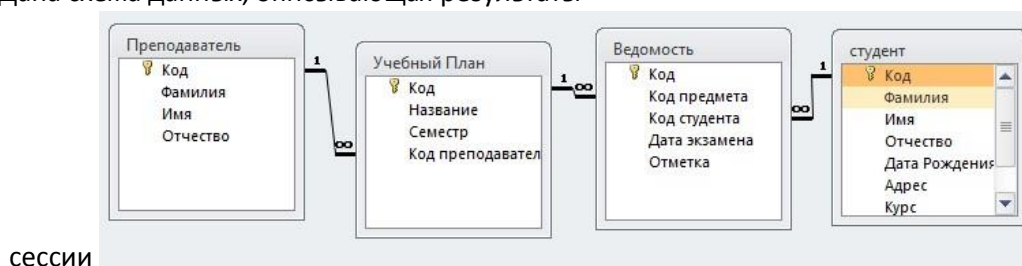 Дана схема данных, описывающая результаты
Преподаватель
Код
Фамилия
Имя
Отчество
1
∞
Учебный План
Код
Название
Семестр
Код преподавател
1
∞
Ведомость
Код
Код предмета
Код студента
Дата экзамена
Отметка
1
∞
студент
Код
Фамилия
Имя
Отчество
Дата Рождения
Адрес
Курс
сессии